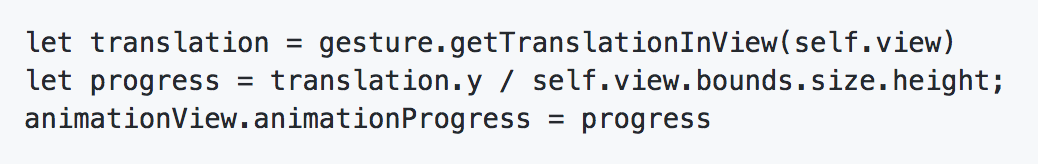 let translation = gesture.getTranslationInView(self.view)
let progress = translation.y / self.view.bounds.size.height;
animationView.animationProgress = progress